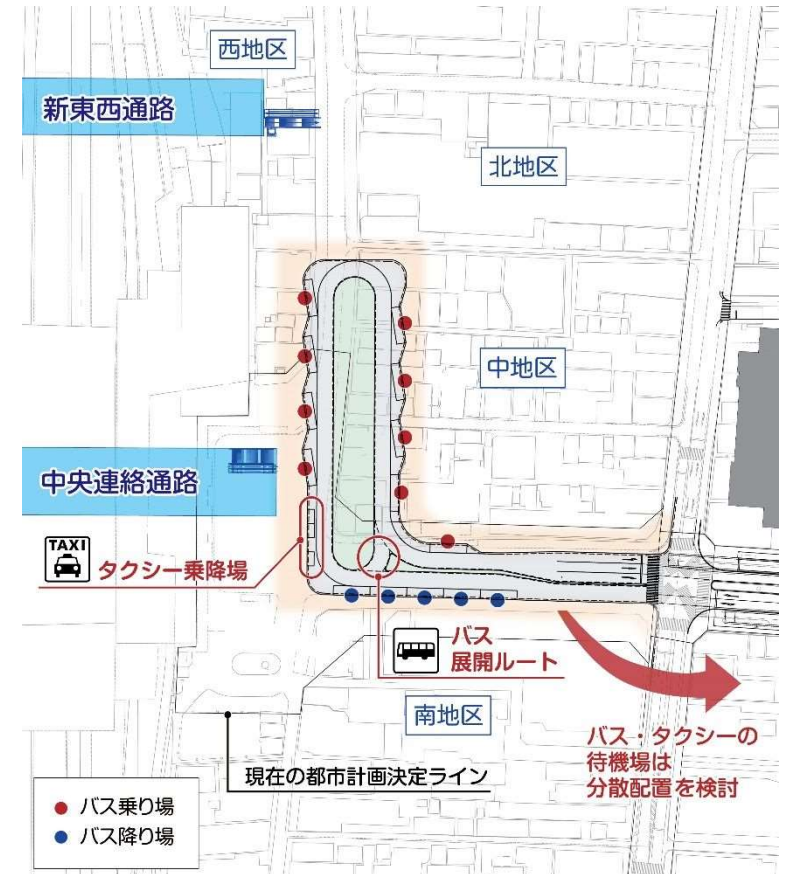 西地区
新東西通路
北地区
中地区
中央連絡通路
TAXI
タクシー乗降場
バス
展開ルート
南地区
バス・タクシーの
待機場は
分散配置を検討
現在の都市計画決定ライン
バス乗り場
バス降り場